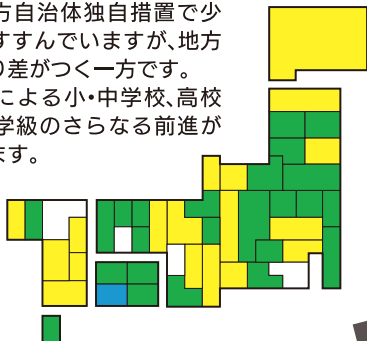 方自治体独自措置で少
すすんでいますが、地方
り差がつく一方です。
による小・中学校、高校
学級のさらなる前進が
ます。